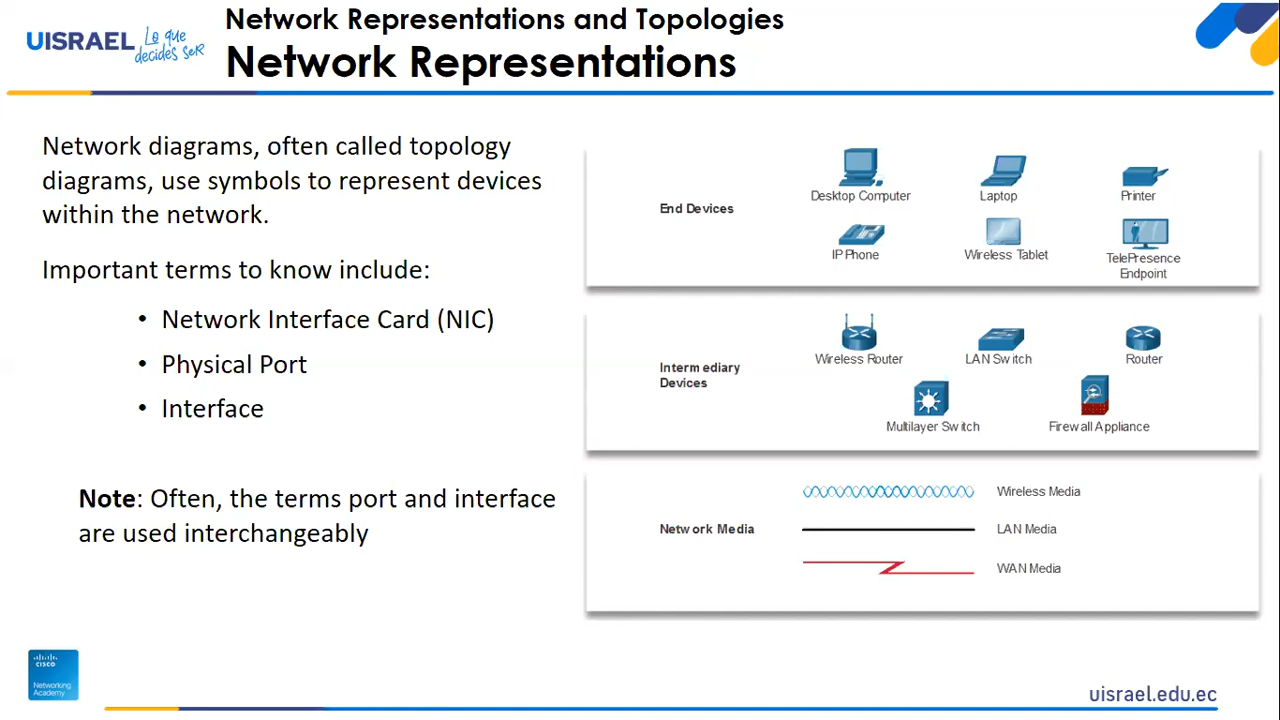 UISRAEL Lo que decides ser
Network Representations and Topologies
Network Representations
Network diagrams, often called topology
diagrams, use symbols to represent devices
within the network.
Important terms to know include:
• Network Interface Card (NIC)
• Physical Port
• Interface
Note: Often, the terms port and interface
are used interchangeably
End Devices
Desktop Computer
Laptop
Printer
IP Phone
Wireless Tablet
TelePresence
Endpoint
Intermediary
Devices
Wireless Router
LAN Switch
Router
Multilayer Switch
Firewall Appliance
Network Media
Wireless Media
LAN Media
WAN Media
CISCO
Networking
Academy
uisrael.edu.ec